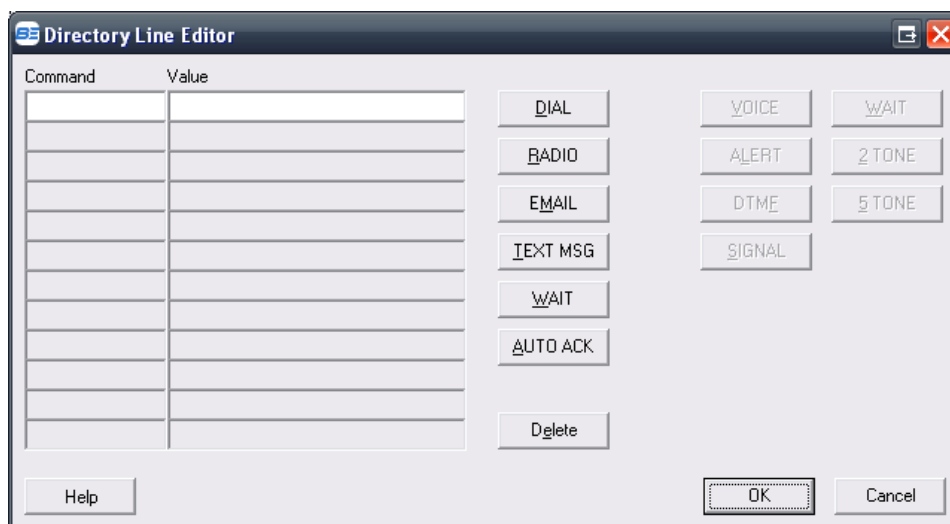 Directory Line Editor
Command Value
DIAL VOICE WAIT
RADIO ALERT 2 TONE
EMAIL DTMF 5 TONE
TEXT MSG SIGNAL
WAIT
AUTO ACK
Delete
Help OK Cancel